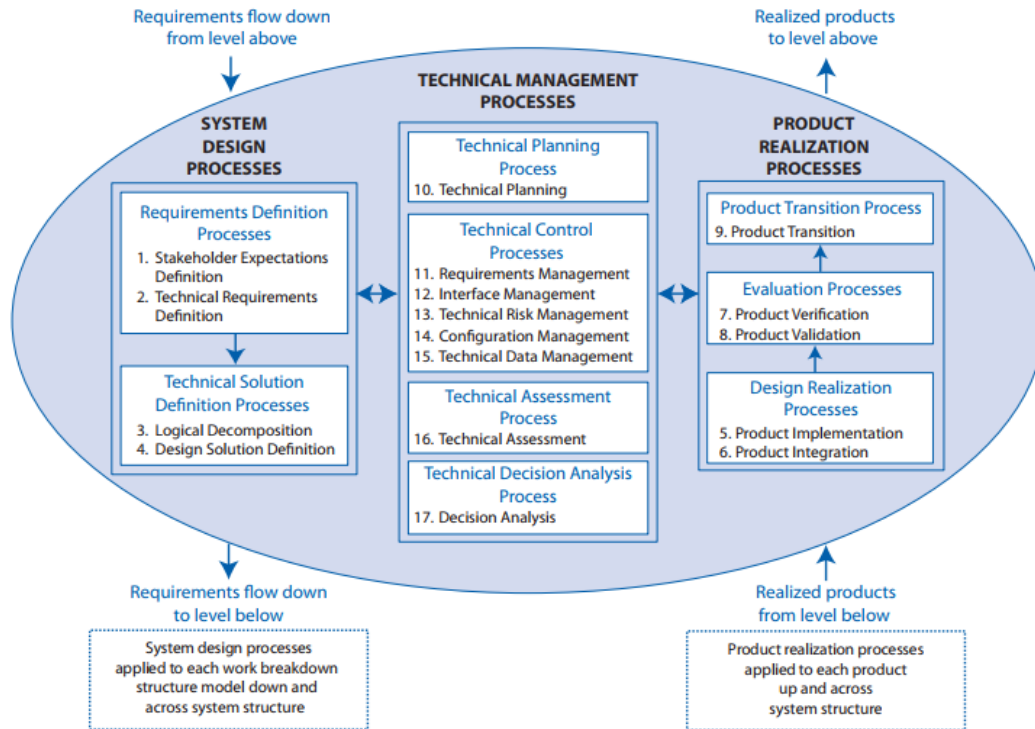 Requirements flow down
from level above
Realized products
to level above
TECHNICAL MANAGEMENT
PROCESSES
SYSTEM
DESIGN
PROCESSES
PRODUCT
REALIZATION
PROCESSES
Requirements Definition
Processes
1. Stakeholder Expectations
Definition
2. Technical Requirements
Definition
Technical Solution
Definition Processes
3. Logical Decomposition
4. Design Solution Definition
Technical Planning
Process
10. Technical Planning
Technical Control
Processes
11. Requirements Management
12. Interface Management
13. Technical Risk Management
14. Configuration Management
15. Technical Data Management
Technical Assessment
Process
16. Technical Assessment
Technical Decision Analysis
Process
17. Decision Analysis
Product Transition Process
9. Product Transition
Evaluation Processes
7. Product Verification
8. Product Validation
Design Realization
Processes
5. Product Implementation
6. Product Integration
Requirements flow down
to level below
Realized products
from level below
System design processes
applied to each work breakdown
structure model down and
across system structure
Product realization processes
applied to each product
up and across
system structure